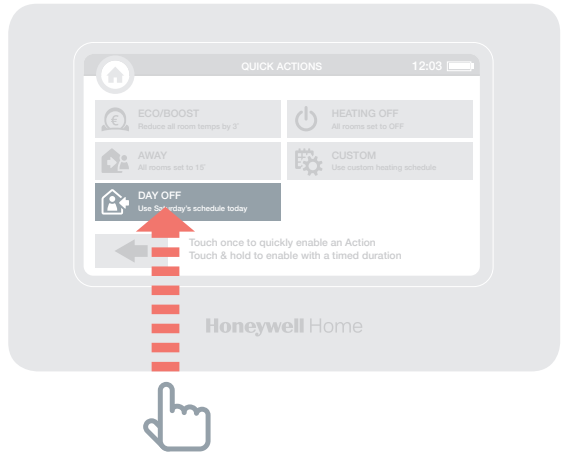 QUICK ACTIONS
12:03
€
ECO/BOOST
Reduce all room temps by 3°
HEATING OFF
All rooms set to OFF
AWAY
All rooms set to 15°
CUSTOM
Use custom heating schedule
DAY OFF
Use Saturday's schedule today
Touch once to quickly enable an Action
Touch & hold to enable with a timed duration
Honeywell Home